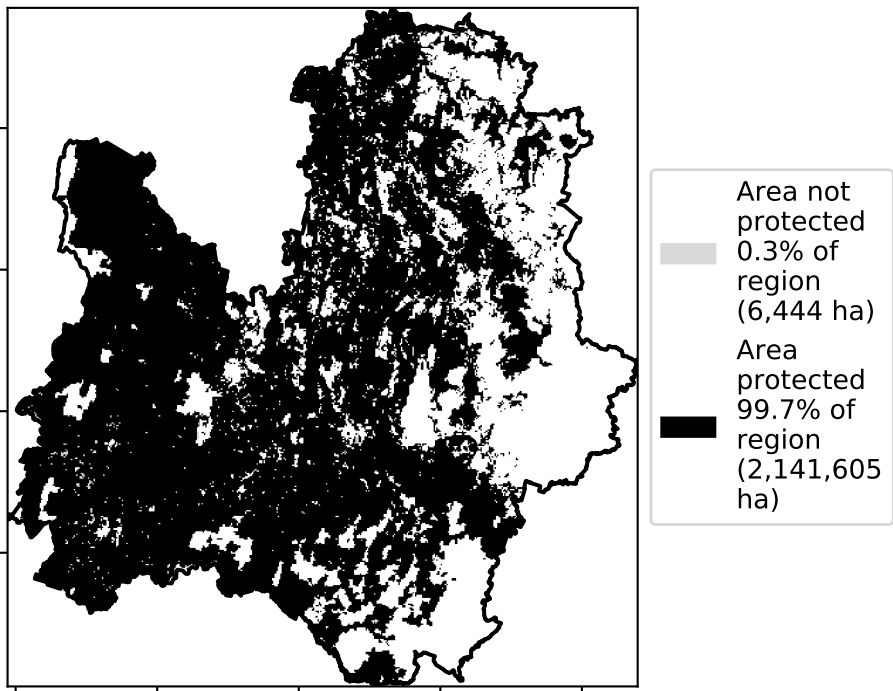 Area not
protected
0.3% of
region
(6,444 ha)
Area
protected
99.7% of
region
(2,141,605
ha)